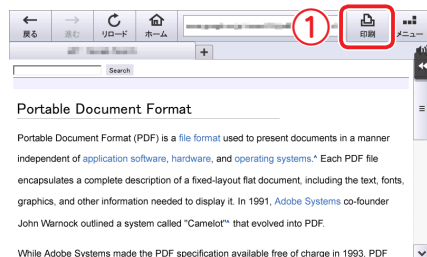 戻る 進む リロード ホーム ① 印刷 メニュー
Search
Portable Document Format
Portable Document Format (PDF) is a file format used to present documents in a manner
independent of application software, hardware, and operating systems.^ Each PDF file
encapsulates a complete description of a fixed-layout flat document, including the text, fonts,
graphics, and other information needed to display it. In 1991, Adobe Systems co-founder
John Warnock outlined a system called "Camelot"^ that evolved into PDF.
While Adobe Systems made the PDF specification available free of charge in 1993, PDF